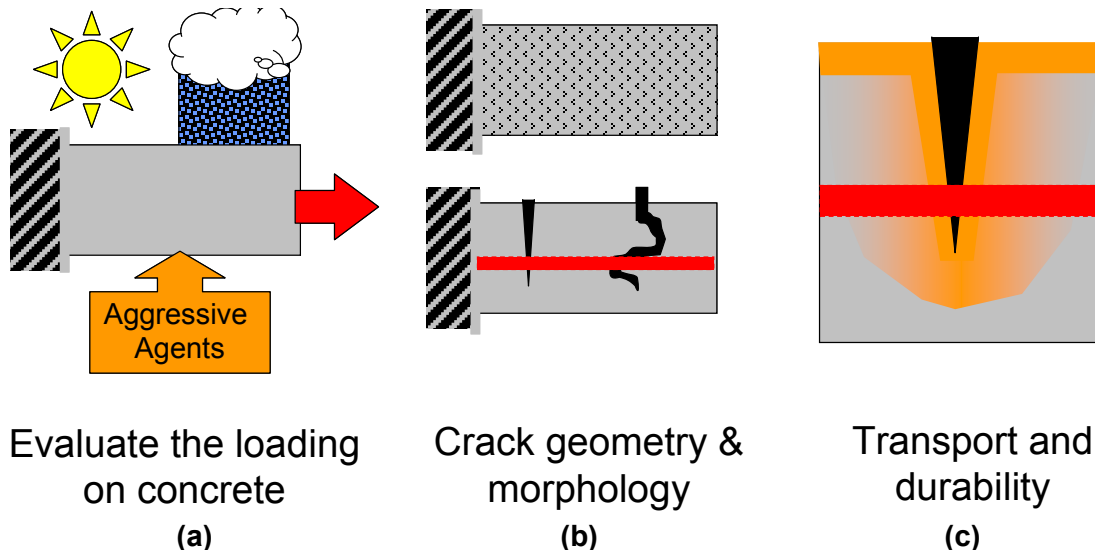 Aggressive
Agents
Evaluate the loading
on concrete
(a)
Crack geometry &
morphology
(b)
Transport and
durability
(c)